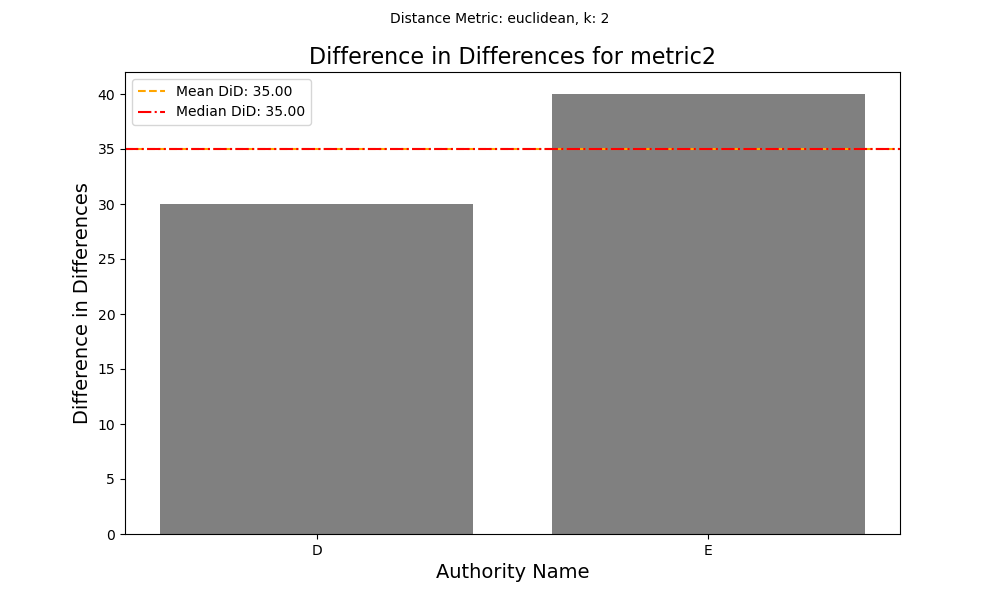 Distance Metric: euclidean, k: 2
Difference in Differences for metric2
Mean DiD: 35.00
Median DiD: 35.00
Difference in Differences
40
35
30
25
20
15
10
5
0
D E
Authority Name